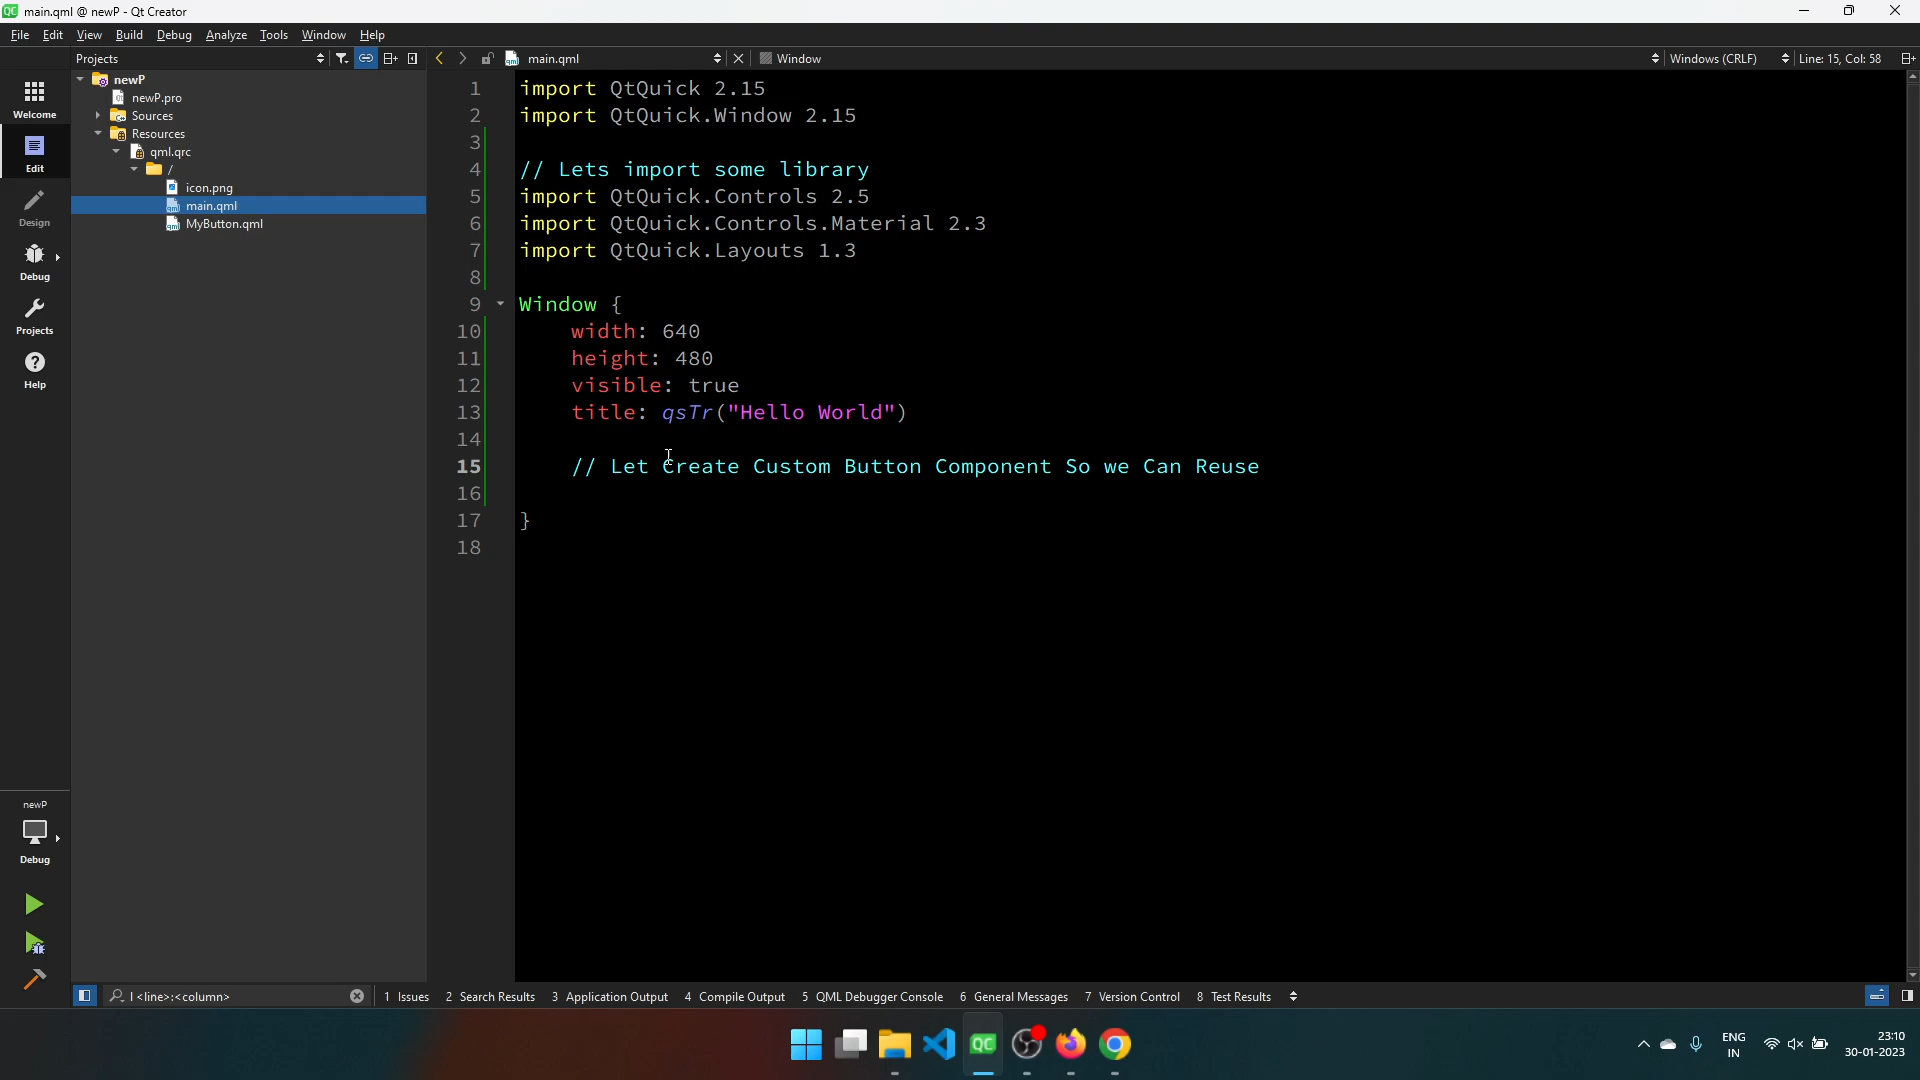 main.qml @ newP - Qt Creator
File Edit View Build Debug Analyze Tools Window Help
Projects
main.qml
Window
Windows (CRLF)
Line: 15, Col: 58
Welcome
Edit
Design
Debug
Projects
Help
newP
newP.pro
Sources
Resources
qml.qrc
/
icon.png
main.qml
MyButton.qml
1 import QtQuick 2.15
2 import QtQuick.Window 2.15
3
4 // Lets import some library
5 import QtQuick.Controls 2.5
6 import QtQuick.Controls.Material 2.3
7 import QtQuick.Layouts 1.3
8
9 Window {
10 width: 640
11 height: 480
12 visible: true
13 title: qsTr("Hello World")
14
15 // Let Create Custom Button Component So we Can Reuse
16
17 }
18
newP
Debug
l <line>:<column>
1 Issues 2 Search Results 3 Application Output 4 Compile Output 5 QML Debugger Console 6 General Messages 7 Version Control 8 Test Results
ENG
IN
23:10
30-01-2023